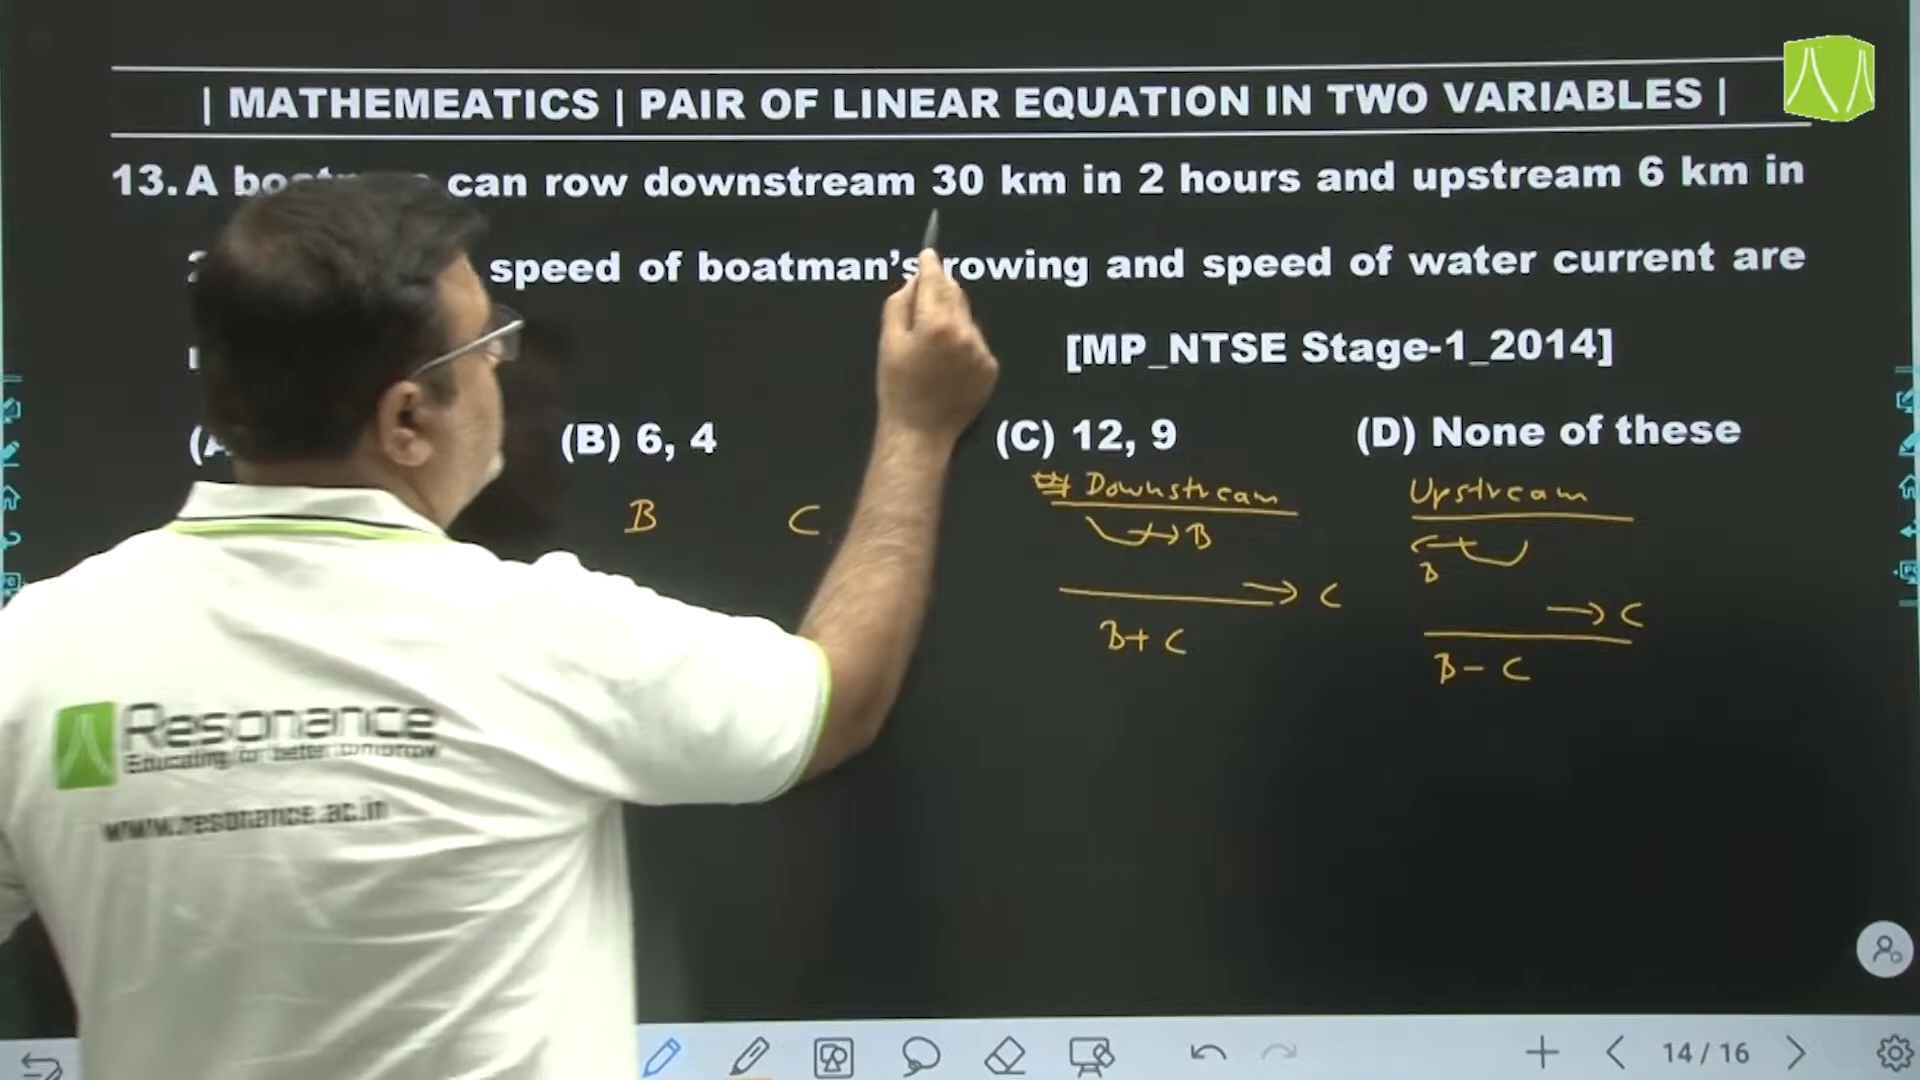 | MATHEMEATICS | PAIR OF LINEAR EQUATION IN TWO VARIABLES |
13. A can row downstream 30 km in 2 hours and upstream 6 km in
speed of boatman's rowing and speed of water current are
[MP_NTSE Stage-1_2014]
(B) 6, 4 (C) 12, 9 (D) None of these
Downstream Upstream
B C
B B
C C
B+C B-C
Resonance
Educating for better tomorrow
www.resonance.ac.in
14 / 16